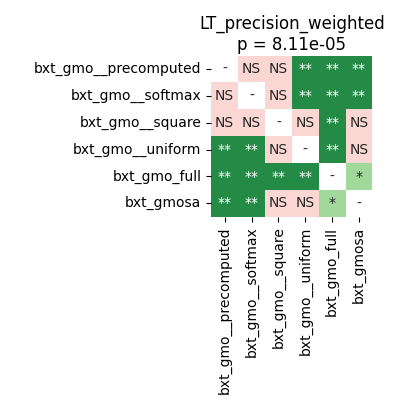 LT_precision_weighted
p = 8.11e-05
bxt_gmo__precomputed - NS NS ** ** **
bxt_gmo__softmax NS - NS ** ** **
bxt_gmo__square NS NS - NS ** NS
bxt_gmo__uniform ** ** NS - ** NS
bxt_gmo_full ** ** ** ** - *
bxt_gmosa ** ** NS NS * -
bxt_gmo__precomputed
bxt_gmo__softmax
bxt_gmo__square
bxt_gmo__uniform
bxt_gmo_full
bxt_gmosa